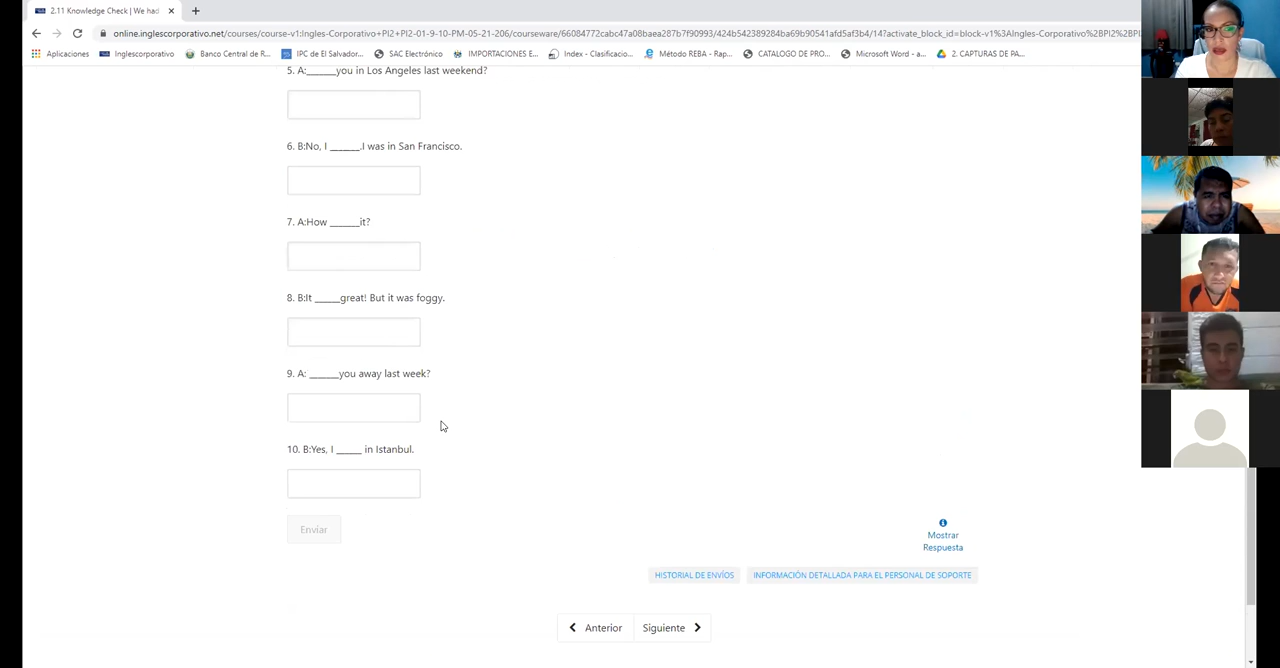 2.11 Knowledge Check | We had
online.inglescorporativo.net/courses/course-v1:Ingles-Corporativo+PI2+PI2-01-9-10-PM-05-21-206/courseware/66084772cabc47a08baea287b7f90993/424b542389284ba69b90541afd5af3b4/14?activate_block_id=block-v1%3AIngles-Corporativo%2BPI2%2BPI2
Aplicaciones Inglescorporativo Banco Central de R... IPC de El Salvador... SAC Electrónico IMPORTACIONES E... Index - Clasificacio... Método REBA - Rap... CATALOGO DE PRO... Microsoft Word - a... 2. CAPTURAS DE PA...
5. A:______you in Los Angeles last weekend?
6. B:No, I ______.I was in San Francisco.
7. A:How ______it?
8. B:It _____great! But it was foggy.
9. A: ______you away last week?
10. B:Yes, I _____ in Istanbul.
Enviar
Mostrar
Respuesta
HISTORIAL DE ENVÍOS INFORMACIÓN DETALLADA PARA EL PERSONAL DE SOPORTE
Anterior Siguiente